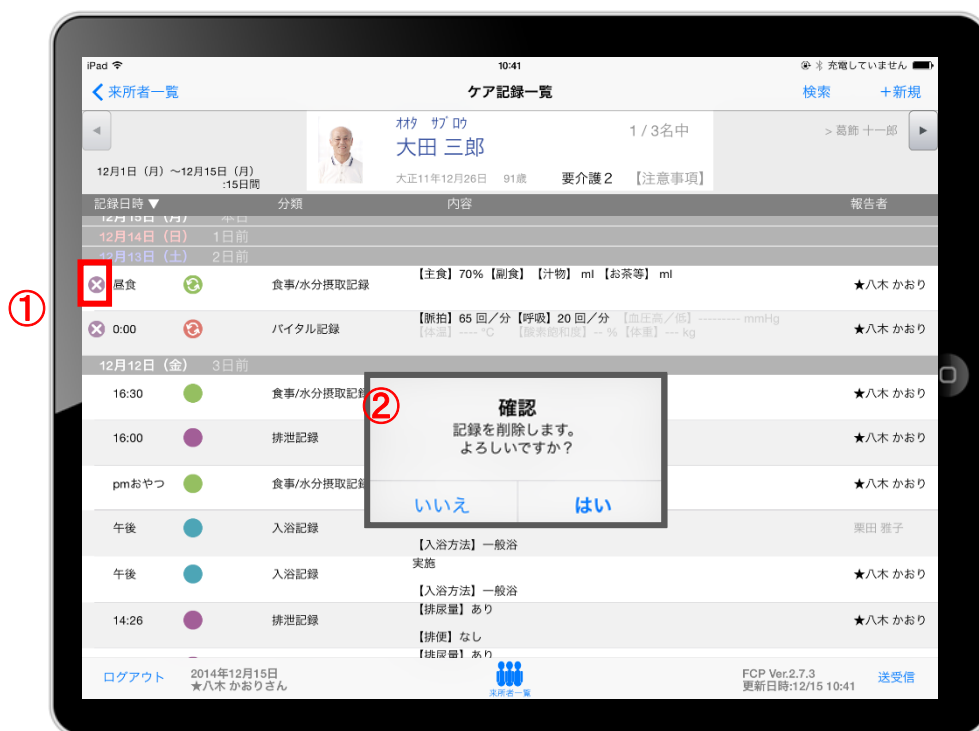 iPad 10:41 充電していません
来所者一覧 ケア記録一覧 検索 +新規
オオタ サブロウ 1 / 3名中 > 葛飾 十一郎
大田 三郎
12月1日（月）～12月15日（月） 大正11年12月26日 91歳 要介護2 【注意事項】
:15日間
記録日時▼ 分類 内容 報告者
12月15日（月） 本日
12月14日（日） 1日前
12月13日（土） 2日前
①
昼食 食事/水分摂取記録 【主食】70%【副食】【汁物】 ml【お茶等】 ml ★八木 かおり
0:00 バイタル記録 【脈拍】65 回／分【呼吸】20 回／分 【血圧高／低】---------- mmHg ★八木 かおり
【体温】---- ℃ 【酸素飽和度】-- %【体重】--- kg
12月12日（金） 3日前
16:30 食事/水分摂取記録 ★八木 かおり
②
確認
記録を削除します。
よろしいですか？
いいえ はい
16:00 排泄記録 ★八木 かおり
pmおやつ 食事/水分摂取記録 ★八木 かおり
午後 入浴記録 栗田 雅子
【入浴方法】一般浴
午後 入浴記録 実施 ★八木 かおり
【入浴方法】一般浴
14:26 排泄記録 【排尿量】あり ★八木 かおり
【排便】なし
【排尿量】あり
ログアウト 2014年12月15日 FCP Ver.2.7.3 送受信
★八木 かおりさん 来所者一覧 更新日時:12/15 10:41